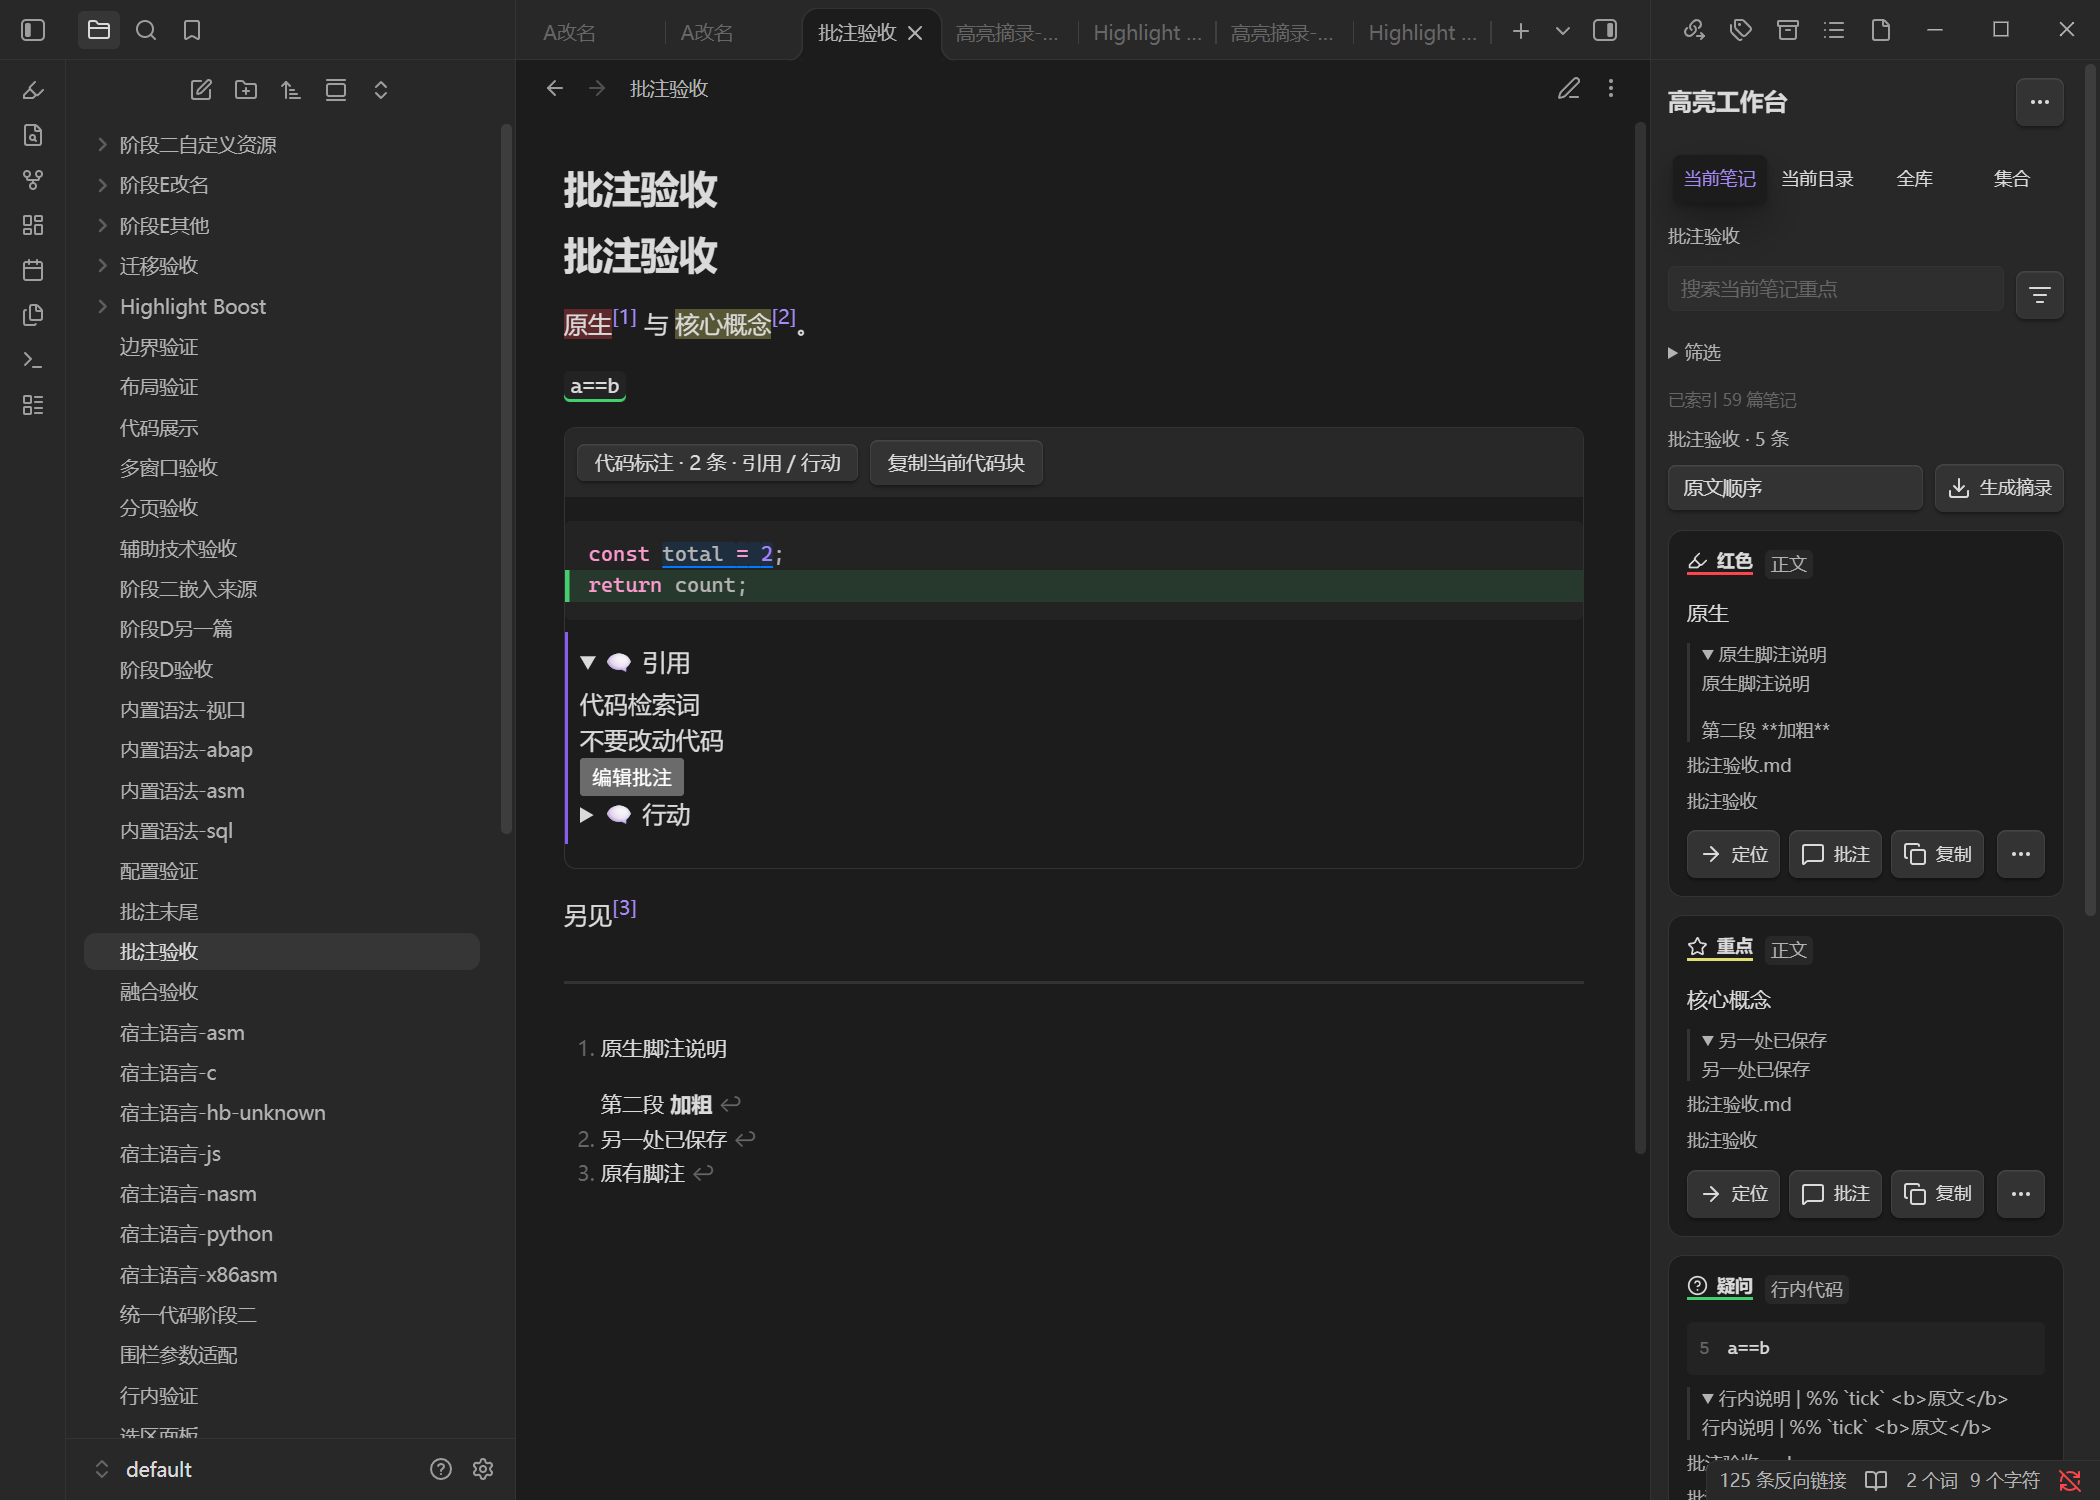 A改名
A改名
批注验收
高亮摘录-...
Highlight ...
高亮摘录-...
Highlight ...
阶段二自定义资源
阶段E改名
阶段E其他
迁移验收
Highlight Boost
边界验证
布局验证
代码展示
多窗口验收
分页验收
辅助技术验收
阶段二嵌入来源
阶段D另一篇
阶段D验收
内置语法-视口
内置语法-abap
内置语法-asm
内置语法-sql
配置验证
批注末尾
批注验收
融合验收
宿主语言-asm
宿主语言-c
宿主语言-hb-unknown
宿主语言-js
宿主语言-nasm
宿主语言-python
宿主语言-x86asm
统一代码阶段二
围栏参数适配
行内验证
选区面板
default
批注验收
批注验收
批注验收
原生[1] 与 核心概念[2]。
a==b
代码标注 · 2 条 · 引用 / 行动
复制当前代码块
const total = 2;
return count;
引用
代码检索词
不要改动代码
编辑批注
行动
另见[3]
1. 原生脚注说明
第二段 加粗 ↩
2. 另一处已保存 ↩
3. 原有脚注 ↩
高亮工作台
当前笔记 当前目录 全库 集合
批注验收
搜索当前笔记重点
筛选
已索引 59 篇笔记
批注验收 · 5 条
原文顺序
生成摘录
红色 正文
原生
原生脚注说明
原生脚注说明
第二段 **加粗**
批注验收.md
批注验收
定位 批注 复制
重点 正文
核心概念
另一处已保存
另一处已保存
批注验收.md
批注验收
定位 批注 复制
疑问 行内代码
5 a==b
行内说明 | %% `tick` <b>原文</b>
行内说明 | %% `tick` <b>原文</b>
125 条反向链接 2 个词 9 个字符